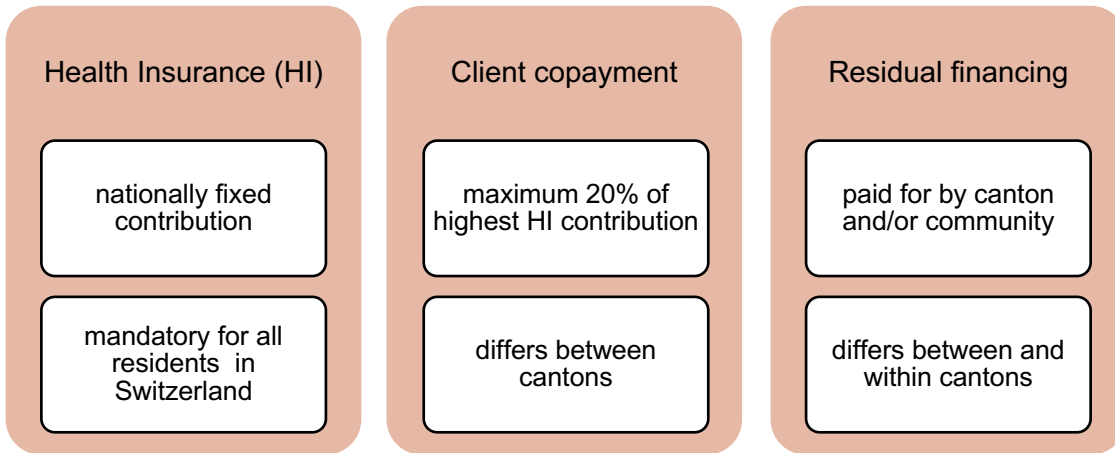 Health Insurance (HI)
nationally fixed
contribution
mandatory for all
residents in
Switzerland
Client copayment
maximum 20% of
highest HI contribution
differs between
cantons
Residual financing
paid for by canton
and/or community
differs between and
within cantons